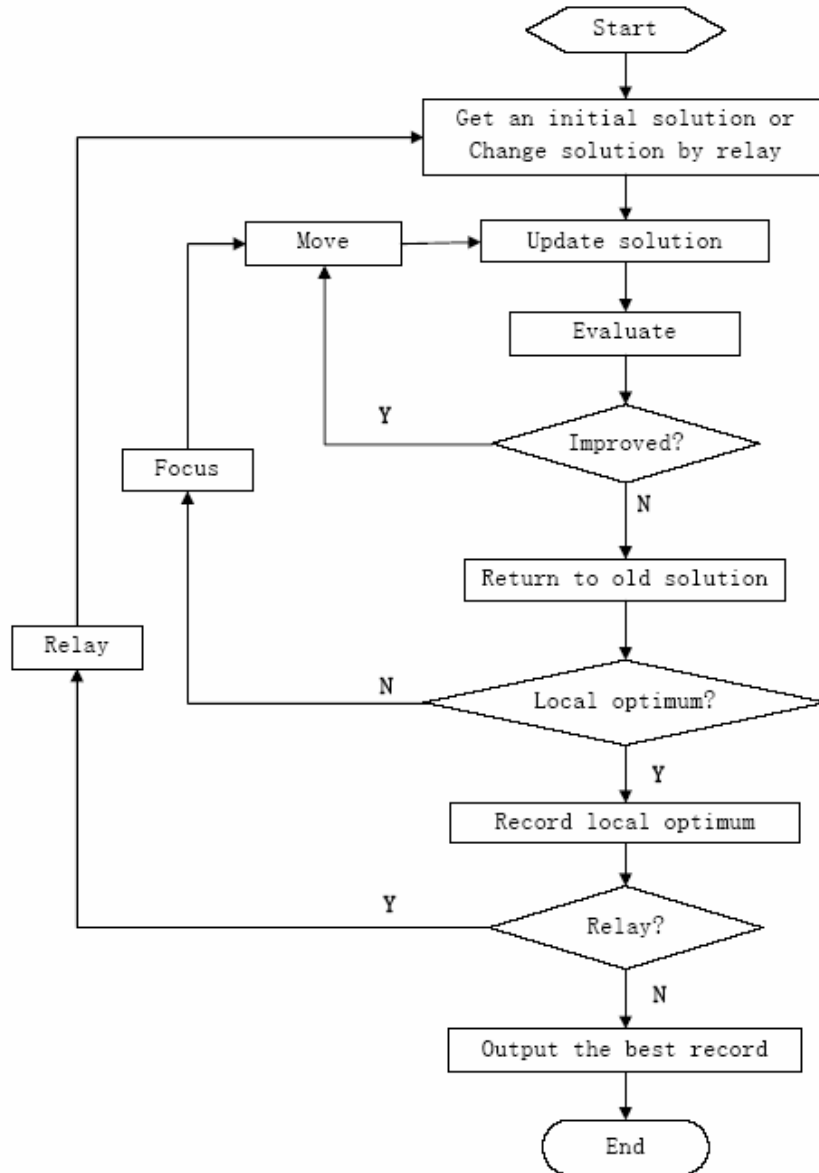 Start
Get an initial solution or
Change solution by relay
Move
Update solution
Evaluate
Y
Improved?
Focus
N
Return to old solution
Relay
N
Local optimum?
Y
Record local optimum
Y
Relay?
N
Output the best record
End